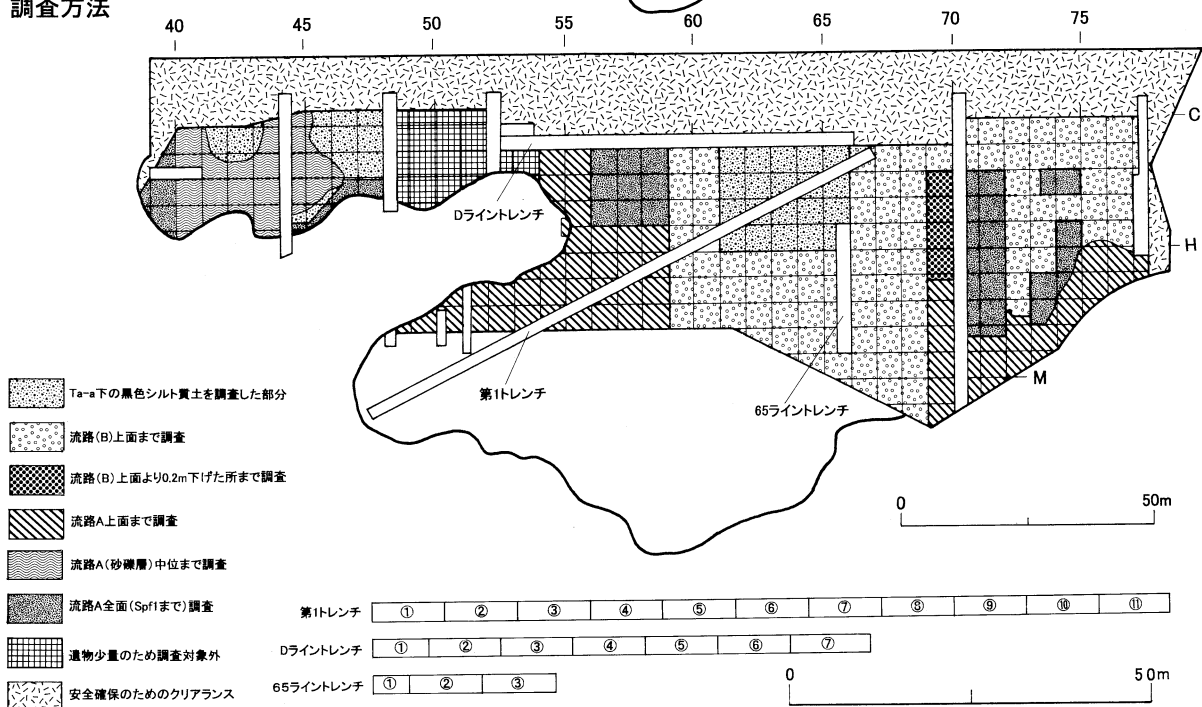 調査方法
40 45 50 55 60 65 70 75
C
H
M
Dライントレンチ
第1トレンチ
65ライントレンチ
Ta-a下の黒色シルト質土を調査した部分
流路(B)上面まで調査
流路(B)上面より0.2m下げた所まで調査
流路A上面まで調査
流路A(砂礫層)中位まで調査
流路A全面(Spf1まで)調査
遺物少量のため調査対象外
安全確保のためのクリアランス
0 50m
第1トレンチ ① ② ③ ④ ⑤ ⑥ ⑦ ⑧ ⑨ ⑩ ⑪
Dライントレンチ ① ② ③ ④ ⑤ ⑥ ⑦
65ライントレンチ ① ② ③
0 50m